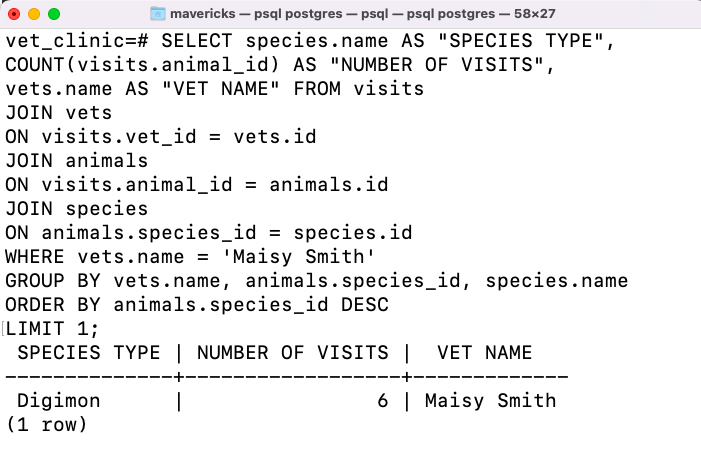 mavericks — psql postgres — psql — psql postgres — 58×27
vet_clinic=# SELECT species.name AS "SPECIES TYPE",
COUNT(visits.animal_id) AS "NUMBER OF VISITS",
vets.name AS "VET NAME" FROM visits
JOIN vets
ON visits.vet_id = vets.id
JOIN animals
ON visits.animal_id = animals.id
JOIN species
ON animals.species_id = species.id
WHERE vets.name = 'Maisy Smith'
GROUP BY vets.name, animals.species_id, species.name
ORDER BY animals.species_id DESC
LIMIT 1;
 SPECIES TYPE | NUMBER OF VISITS |  VET NAME
--------------+------------------+-------------
 Digimon      |                6 | Maisy Smith
(1 row)